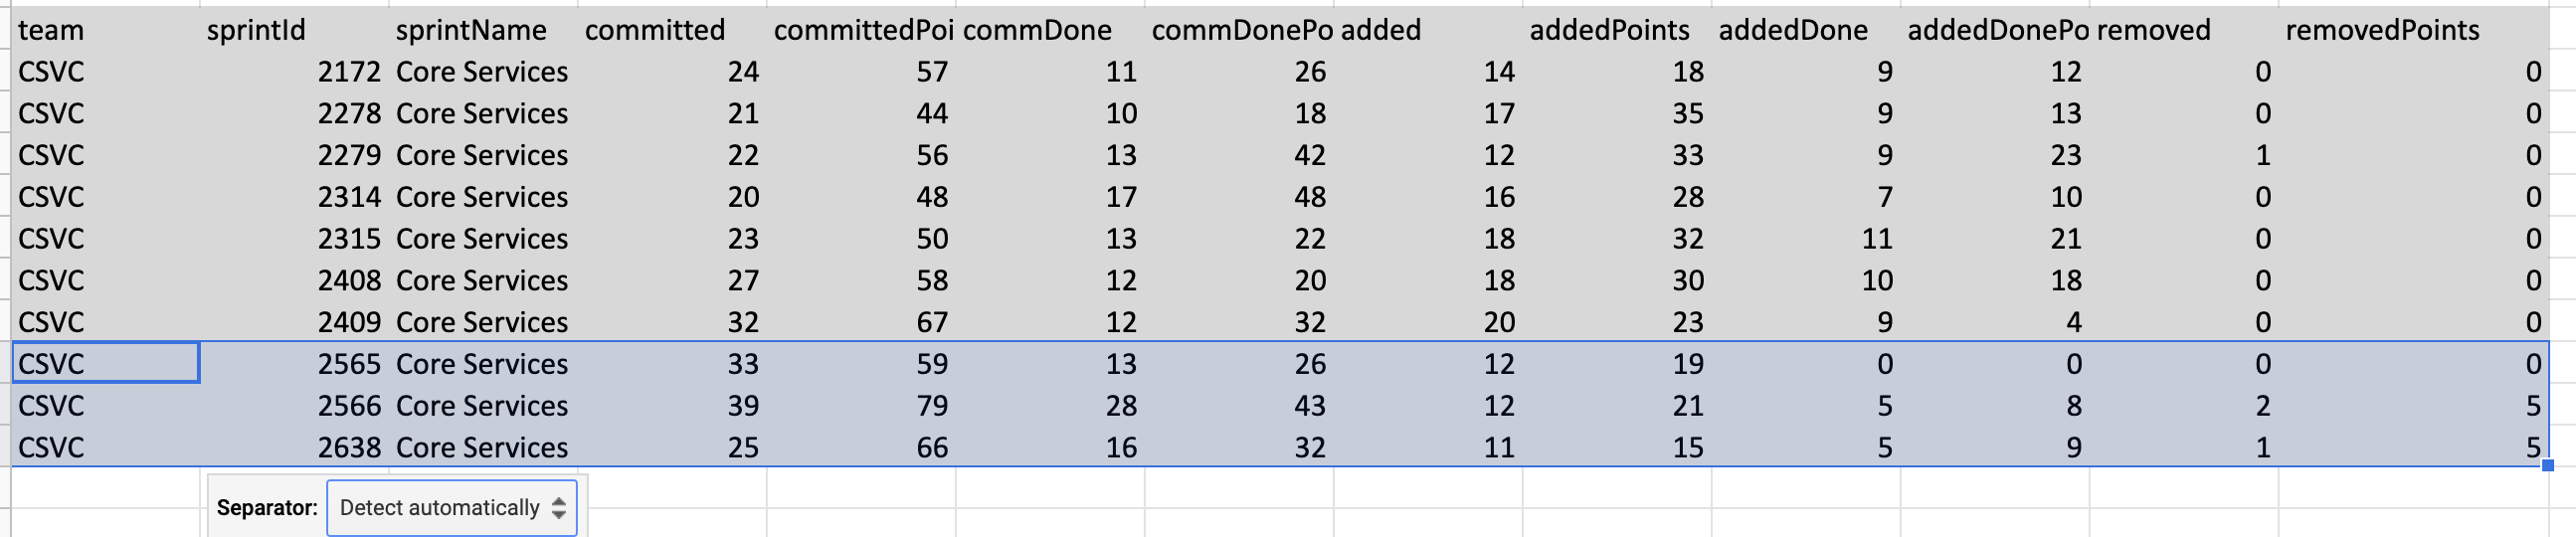 team sprintId sprintName committed committedPoi commDone commDonePo added addedPoints addedDone addedDonePo removed removedPoints
CSVC 2172 Core Services 24 57 11 26 14 18 9 12 0 0
CSVC 2278 Core Services 21 44 10 18 17 35 9 13 0 0
CSVC 2279 Core Services 22 56 13 42 12 33 9 23 1 0
CSVC 2314 Core Services 20 48 17 48 16 28 7 10 0 0
CSVC 2315 Core Services 23 50 13 22 18 32 11 21 0 0
CSVC 2408 Core Services 27 58 12 20 18 30 10 18 0 0
CSVC 2409 Core Services 32 67 12 32 20 23 9 4 0 0
CSVC 2565 Core Services 33 59 13 26 12 19 0 0 0 0
CSVC 2566 Core Services 39 79 28 43 12 21 5 8 2 5
CSVC 2638 Core Services 25 66 16 32 11 15 5 9 1 5
Separator: Detect automatically